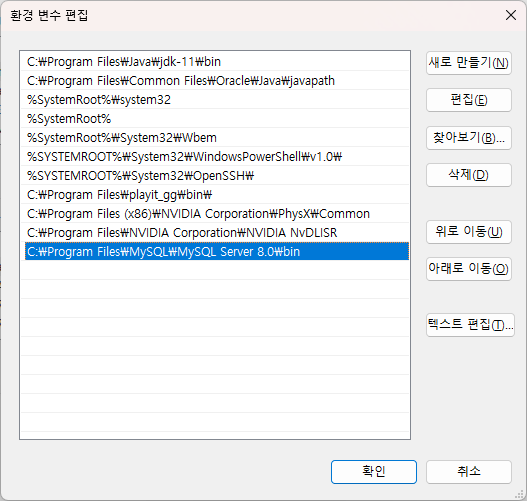 환경 변수 편집
C:₩Program Files₩Java₩jdk-11₩bin
C:₩Program Files₩Common Files₩Oracle₩Java₩javapath
%SystemRoot%₩system32
%SystemRoot%
%SystemRoot%₩System32₩Wbem
%SYSTEMROOT%₩System32₩WindowsPowerShell₩v1.0₩
%SYSTEMROOT%₩System32₩OpenSSH₩
C:₩Program Files₩playit_gg₩bin₩
C:₩Program Files (x86)₩NVIDIA Corporation₩PhysX₩Common
C:₩Program Files₩NVIDIA Corporation₩NVIDIA NvDLISR
C:₩Program Files₩MySQL₩MySQL Server 8.0₩bin
새로 만들기(N)
편집(E)
찾아보기(B)...
삭제(D)
위로 이동(U)
아래로 이동(O)
텍스트 편집(T)...
확인
취소